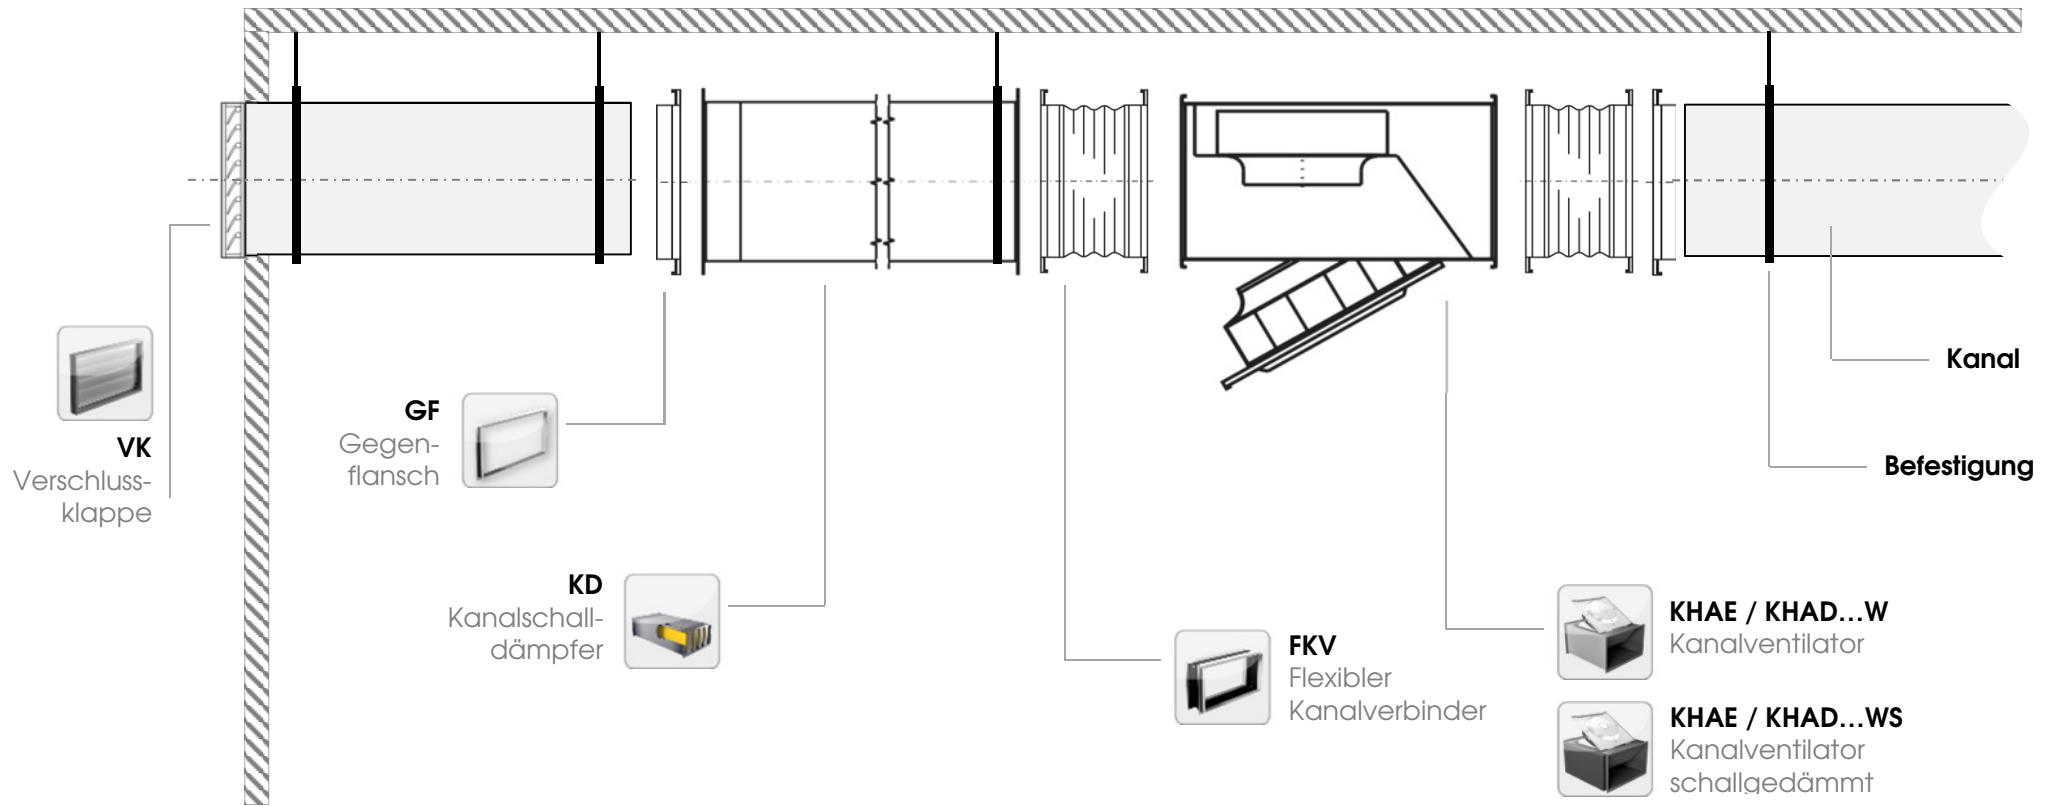 VK
Verschluss-
klappe
GF
Gegen-
flansch
KD
Kanalschall-
dämpfer
FKV
Flexibler
Kanalverbinder
KHAE / KHAD...W
Kanalventilator
KHAE / KHAD...WS
Kanalventilator
schallgedämmt
Kanal
Befestigung